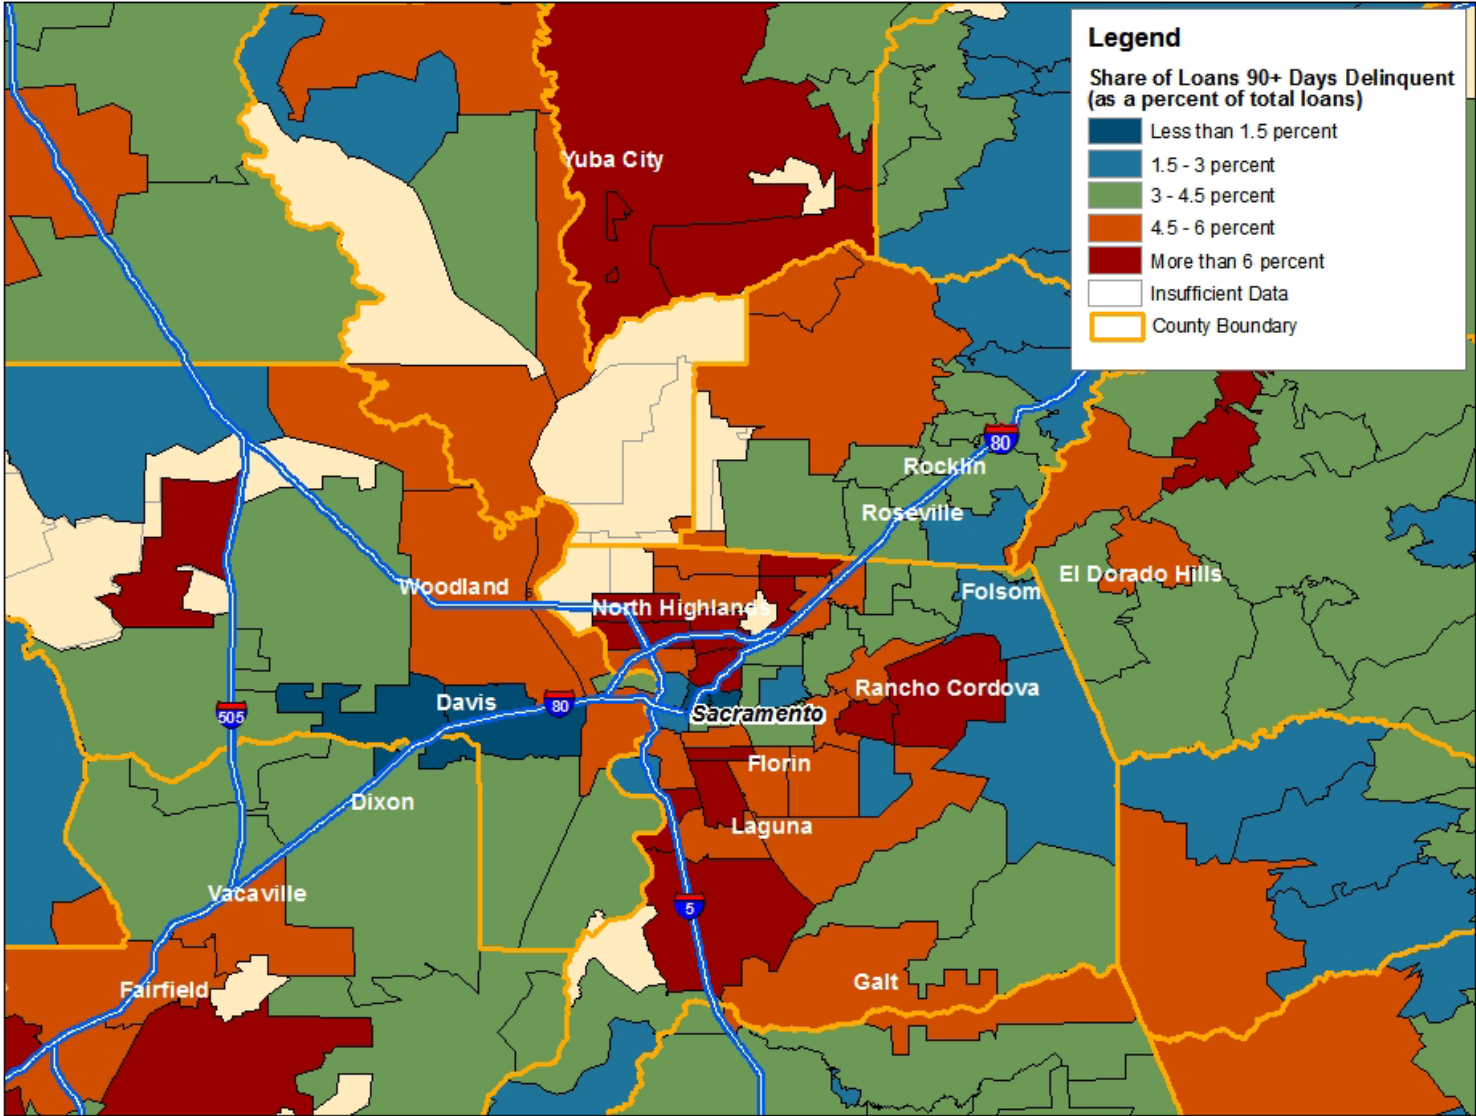 Legend
Share of Loans 90+ Days Delinquent
(as a percent of total loans)
Less than 1.5 percent
1.5 - 3 percent
3 - 4.5 percent
4.5 - 6 percent
More than 6 percent
Insufficient Data
County Boundary
Yuba City
80
Rocklin
Roseville
El Dorado Hills
Woodland
Folsom
North Highlands
Rancho Cordova
Davis
80
505
Sacramento
Florin
Dixon
Laguna
Vacaville
5
Galt
Fairfield